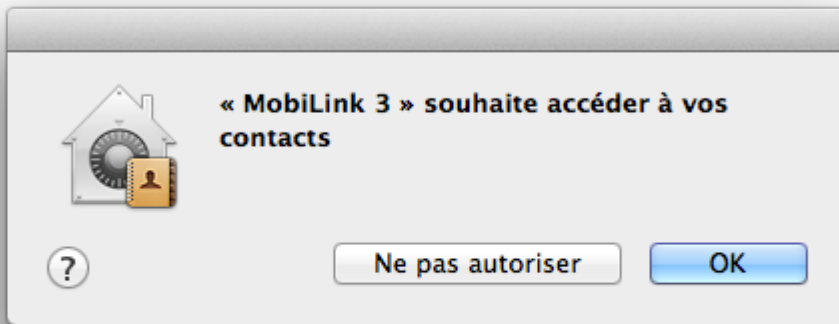 « MobiLink 3 » souhaite accéder à vos
contacts
?
Ne pas autoriser
OK